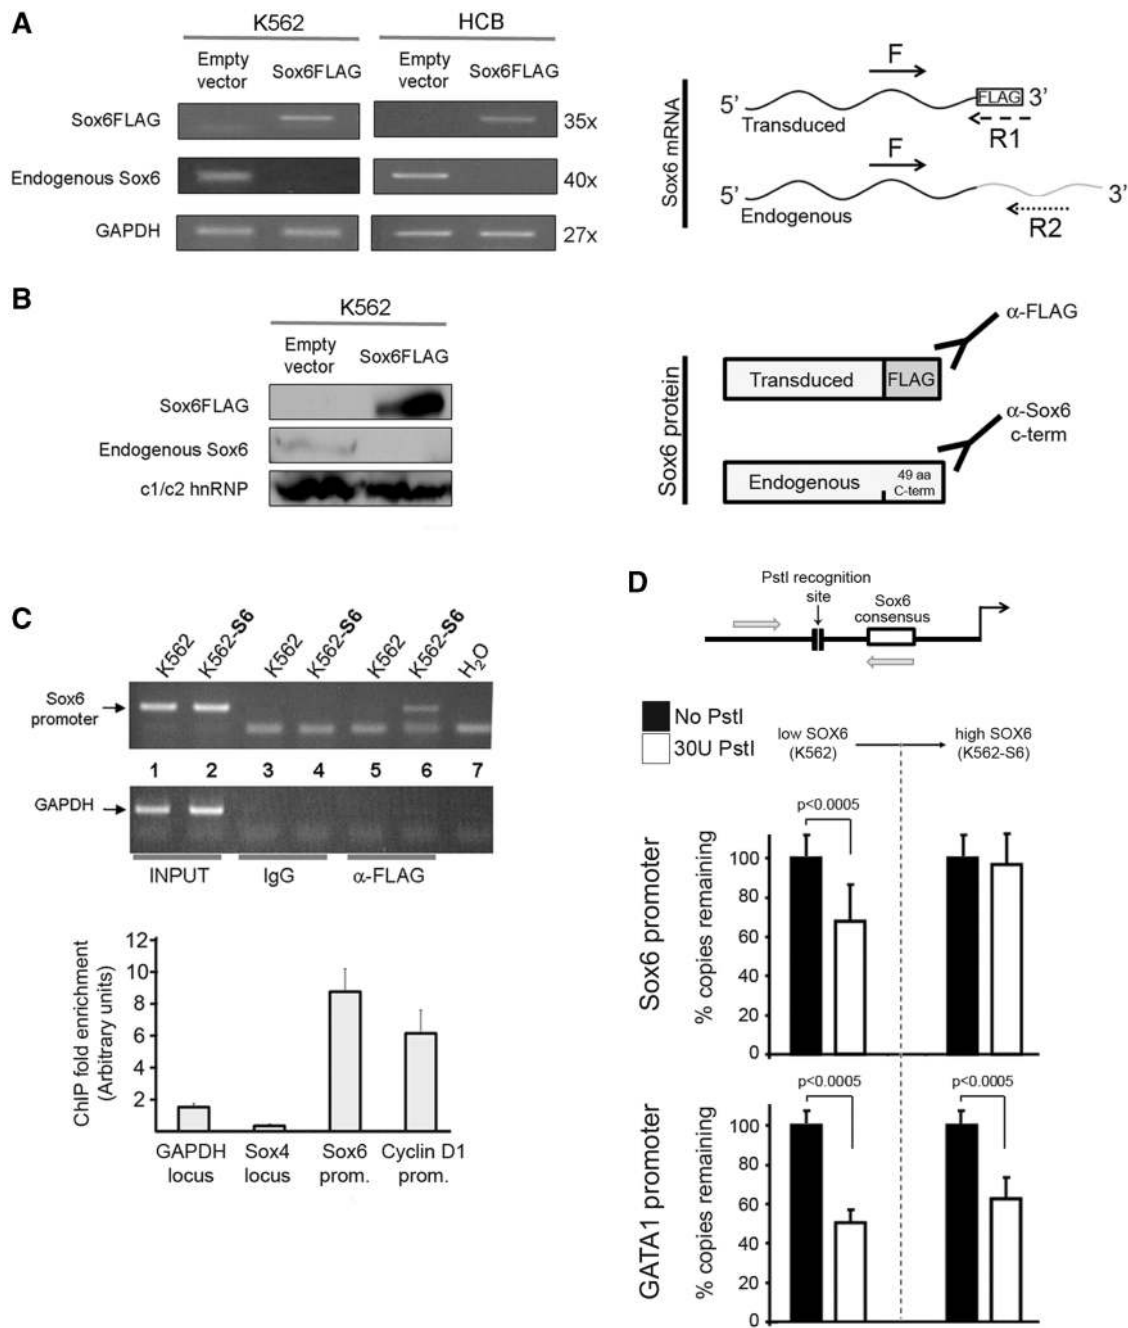 A
K562
HCB
Empty vector
Sox6FLAG
Empty vector
Sox6FLAG
Sox6FLAG
35x
Endogenous Sox6
40x
GAPDH
27x
Sox6 mRNA
F
5’
FLAG
3’
Transduced
R1
F
5’
3’
Endogenous
R2
B
K562
Empty vector
Sox6FLAG
Sox6FLAG
Endogenous Sox6
c1/c2 hnRNP
Sox6 protein
α-FLAG
Transduced
FLAG
α-Sox6
c-term
Endogenous
49 aa
C-term
C
K562
K562-S6
K562
K562-S6
K562
K562-S6
H2O
Sox6 promoter
1 2 3 4 5 6 7
GAPDH
INPUT
IgG
α-FLAG
ChIP fold enrichment
(Arbitrary units)
12
10
8
6
4
2
GAPDH locus
Sox4 locus
Sox6 prom.
Cyclin D1 prom.
D
PstI recognition
site
Sox6
consensus
No PstI
30U PstI
low SOX6
(K562)
high SOX6
(K562-S6)
Sox6 promoter
% copies remaining
p<0.0005
100
80
60
40
20
0
GATA1 promoter
% copies remaining
p<0.0005
p<0.0005
100
80
60
40
20
0